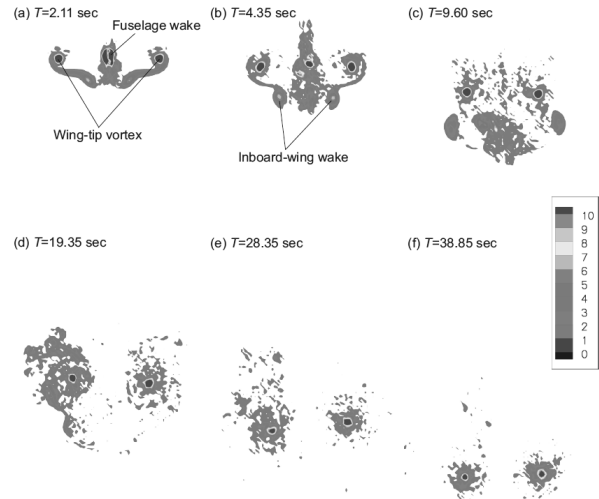 (a) T=2.11 sec
Fuselage wake
Wing-tip vortex
(b) T=4.35 sec
Inboard-wing wake
(c) T=9.60 sec
(d) T=19.35 sec
(e) T=28.35 sec
(f) T=38.85 sec
10
9
8
7
6
5
4
3
2
1
0